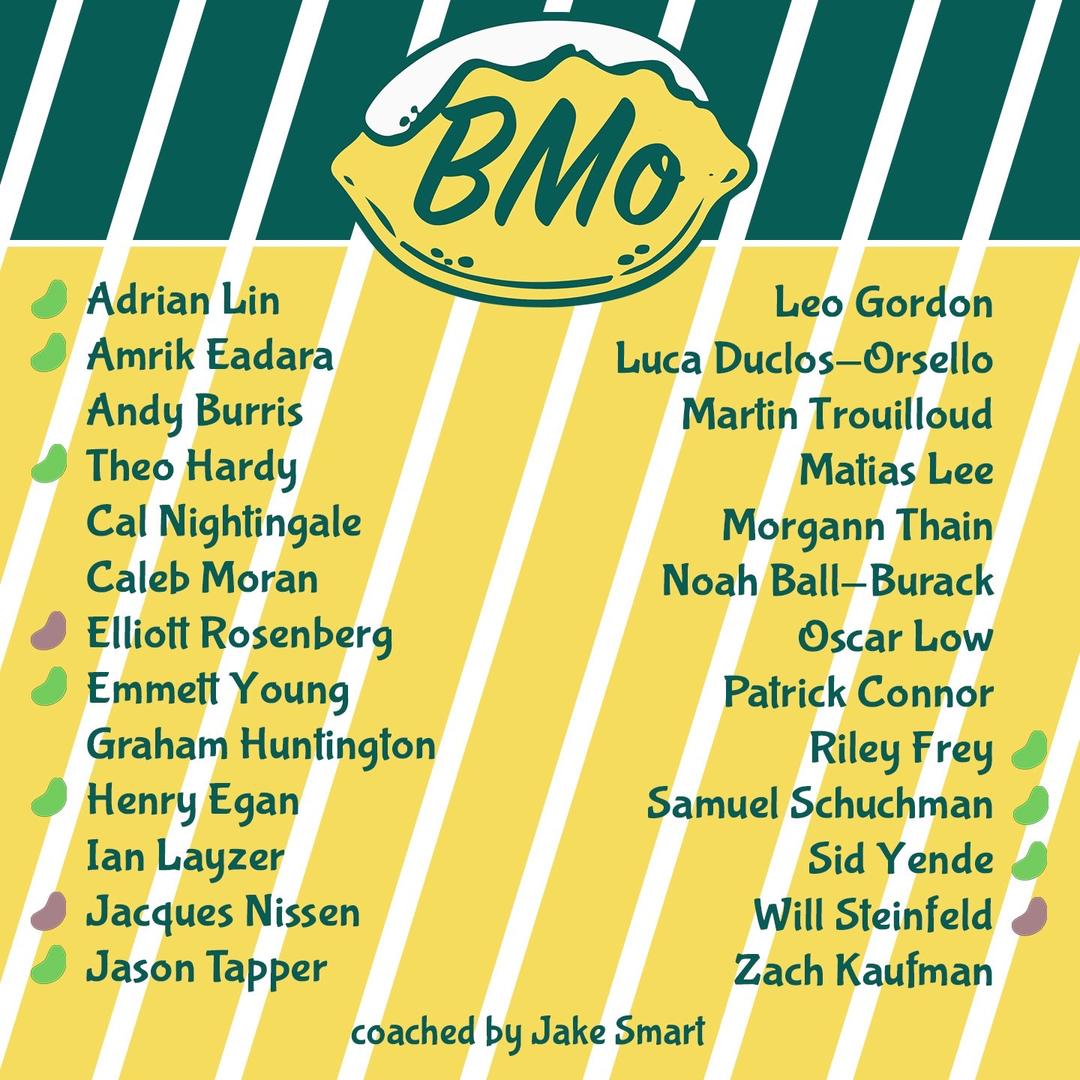 BMo
Adrian Lin
Amrik Eadara
Andy Burris
Theo Hardy
Cal Nightingale
Caleb Moran
Elliott Rosenberg
Emmett Young
Graham Huntington
Henry Egan
Ian Layzer
Jacques Nissen
Jason Tapper
Leo Gordon
Luca Duclos–Orsello
Martin Trouilloud
Matias Lee
Morgann Thain
Noah Ball–Burack
Oscar Low
Patrick Connor
Riley Frey
Samuel Schuchman
Sid Yende
Will Steinfeld
Zach Kaufman
coached by Jake Smart